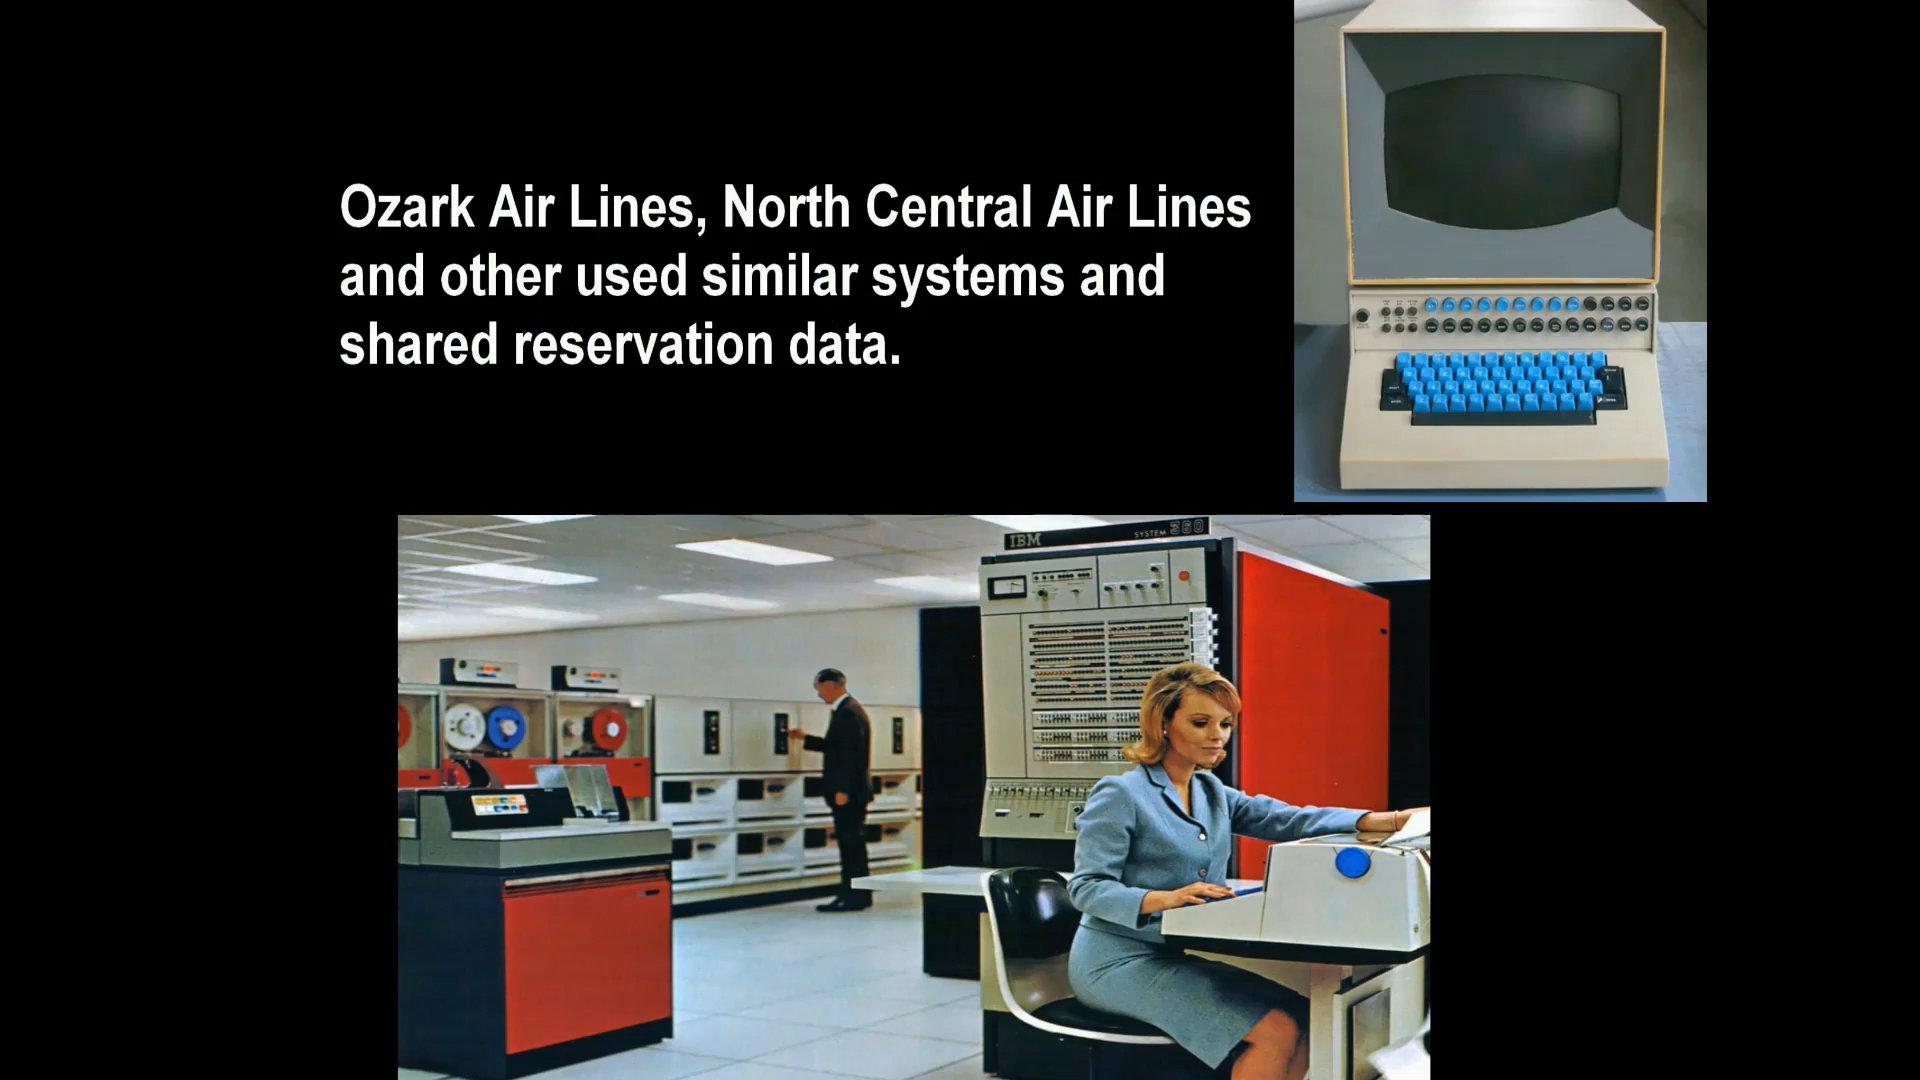 Ozark Air Lines, North Central Air Lines
and other used similar systems and
shared reservation data.
IBM SYSTEM 360